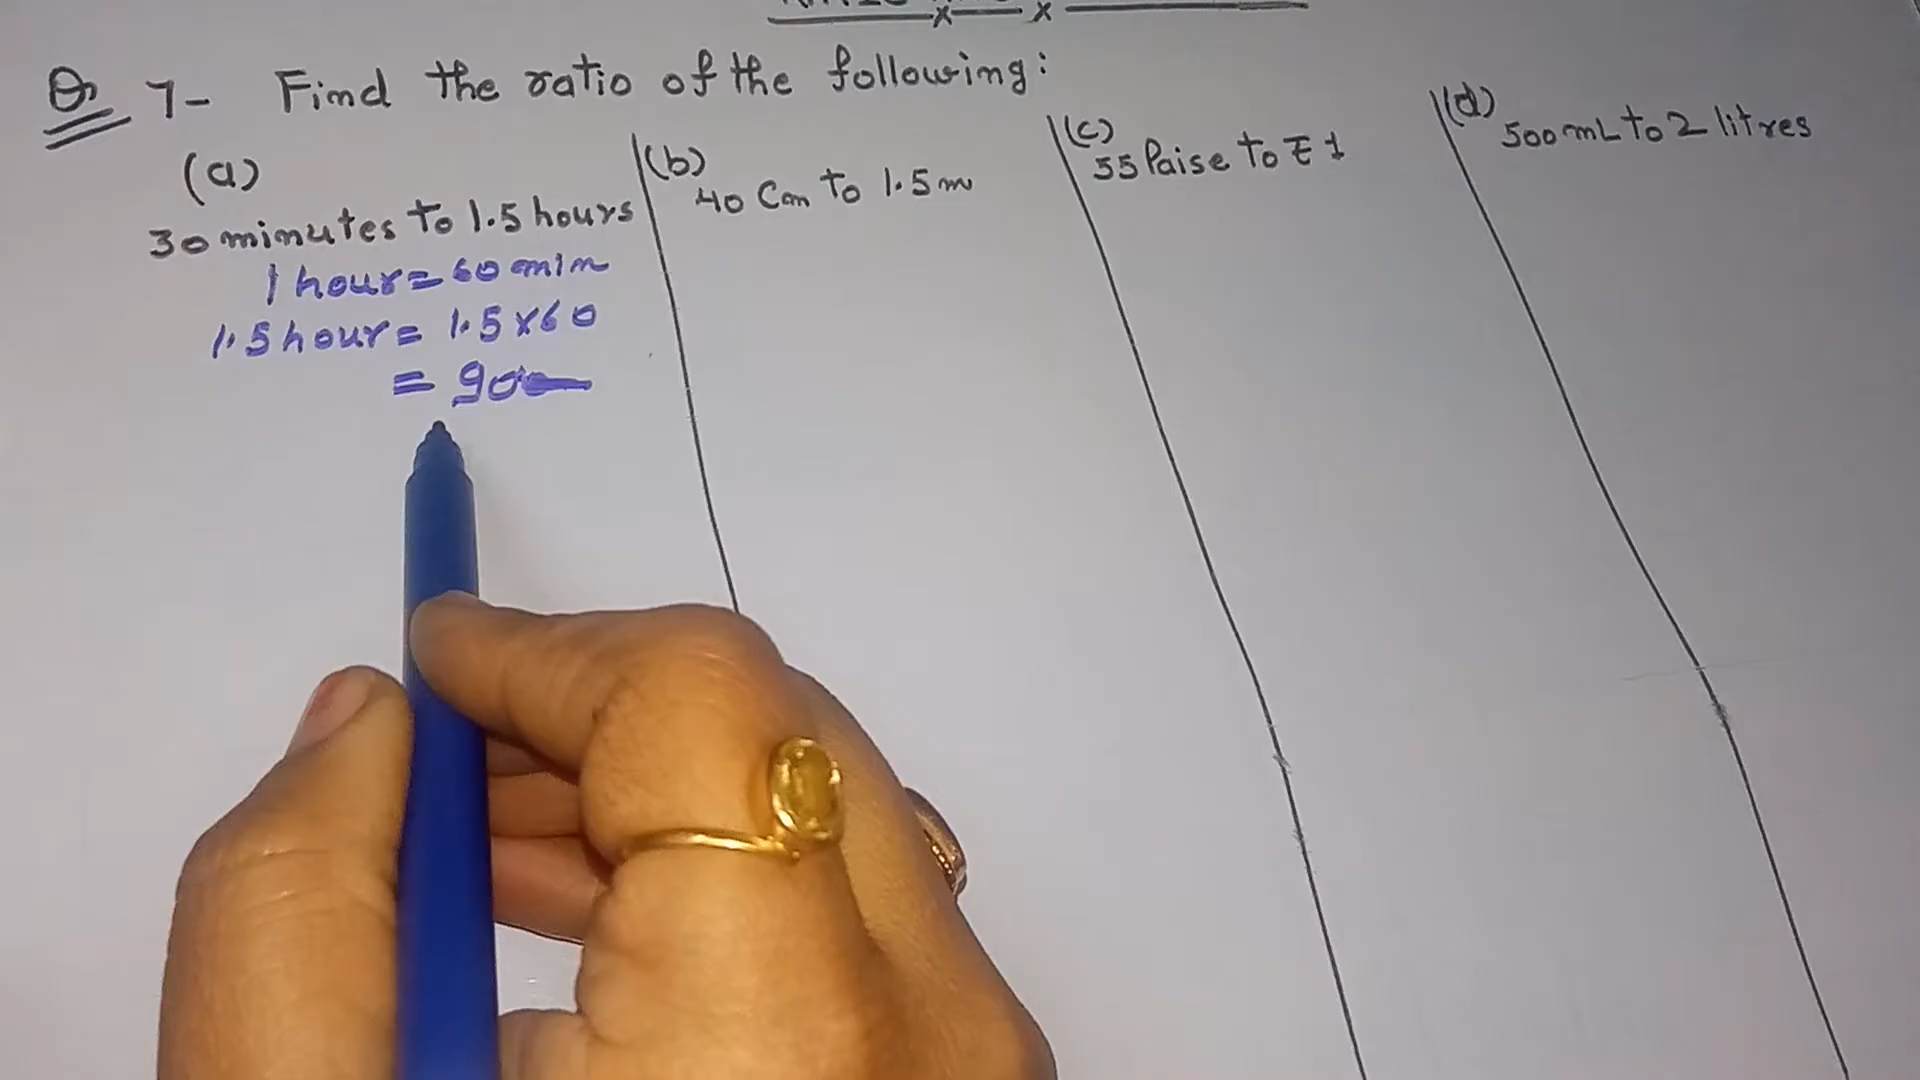 Q 7- Find the ratio of the following:
(a)
30 minutes to 1.5 hours
1 hour = 60 min
1.5 hour = 1.5 x 60
= 90
(b)
40 Cm to 1.5 m
(c)
55 Paise to ₹ 1
(d)
500 mL to 2 litres